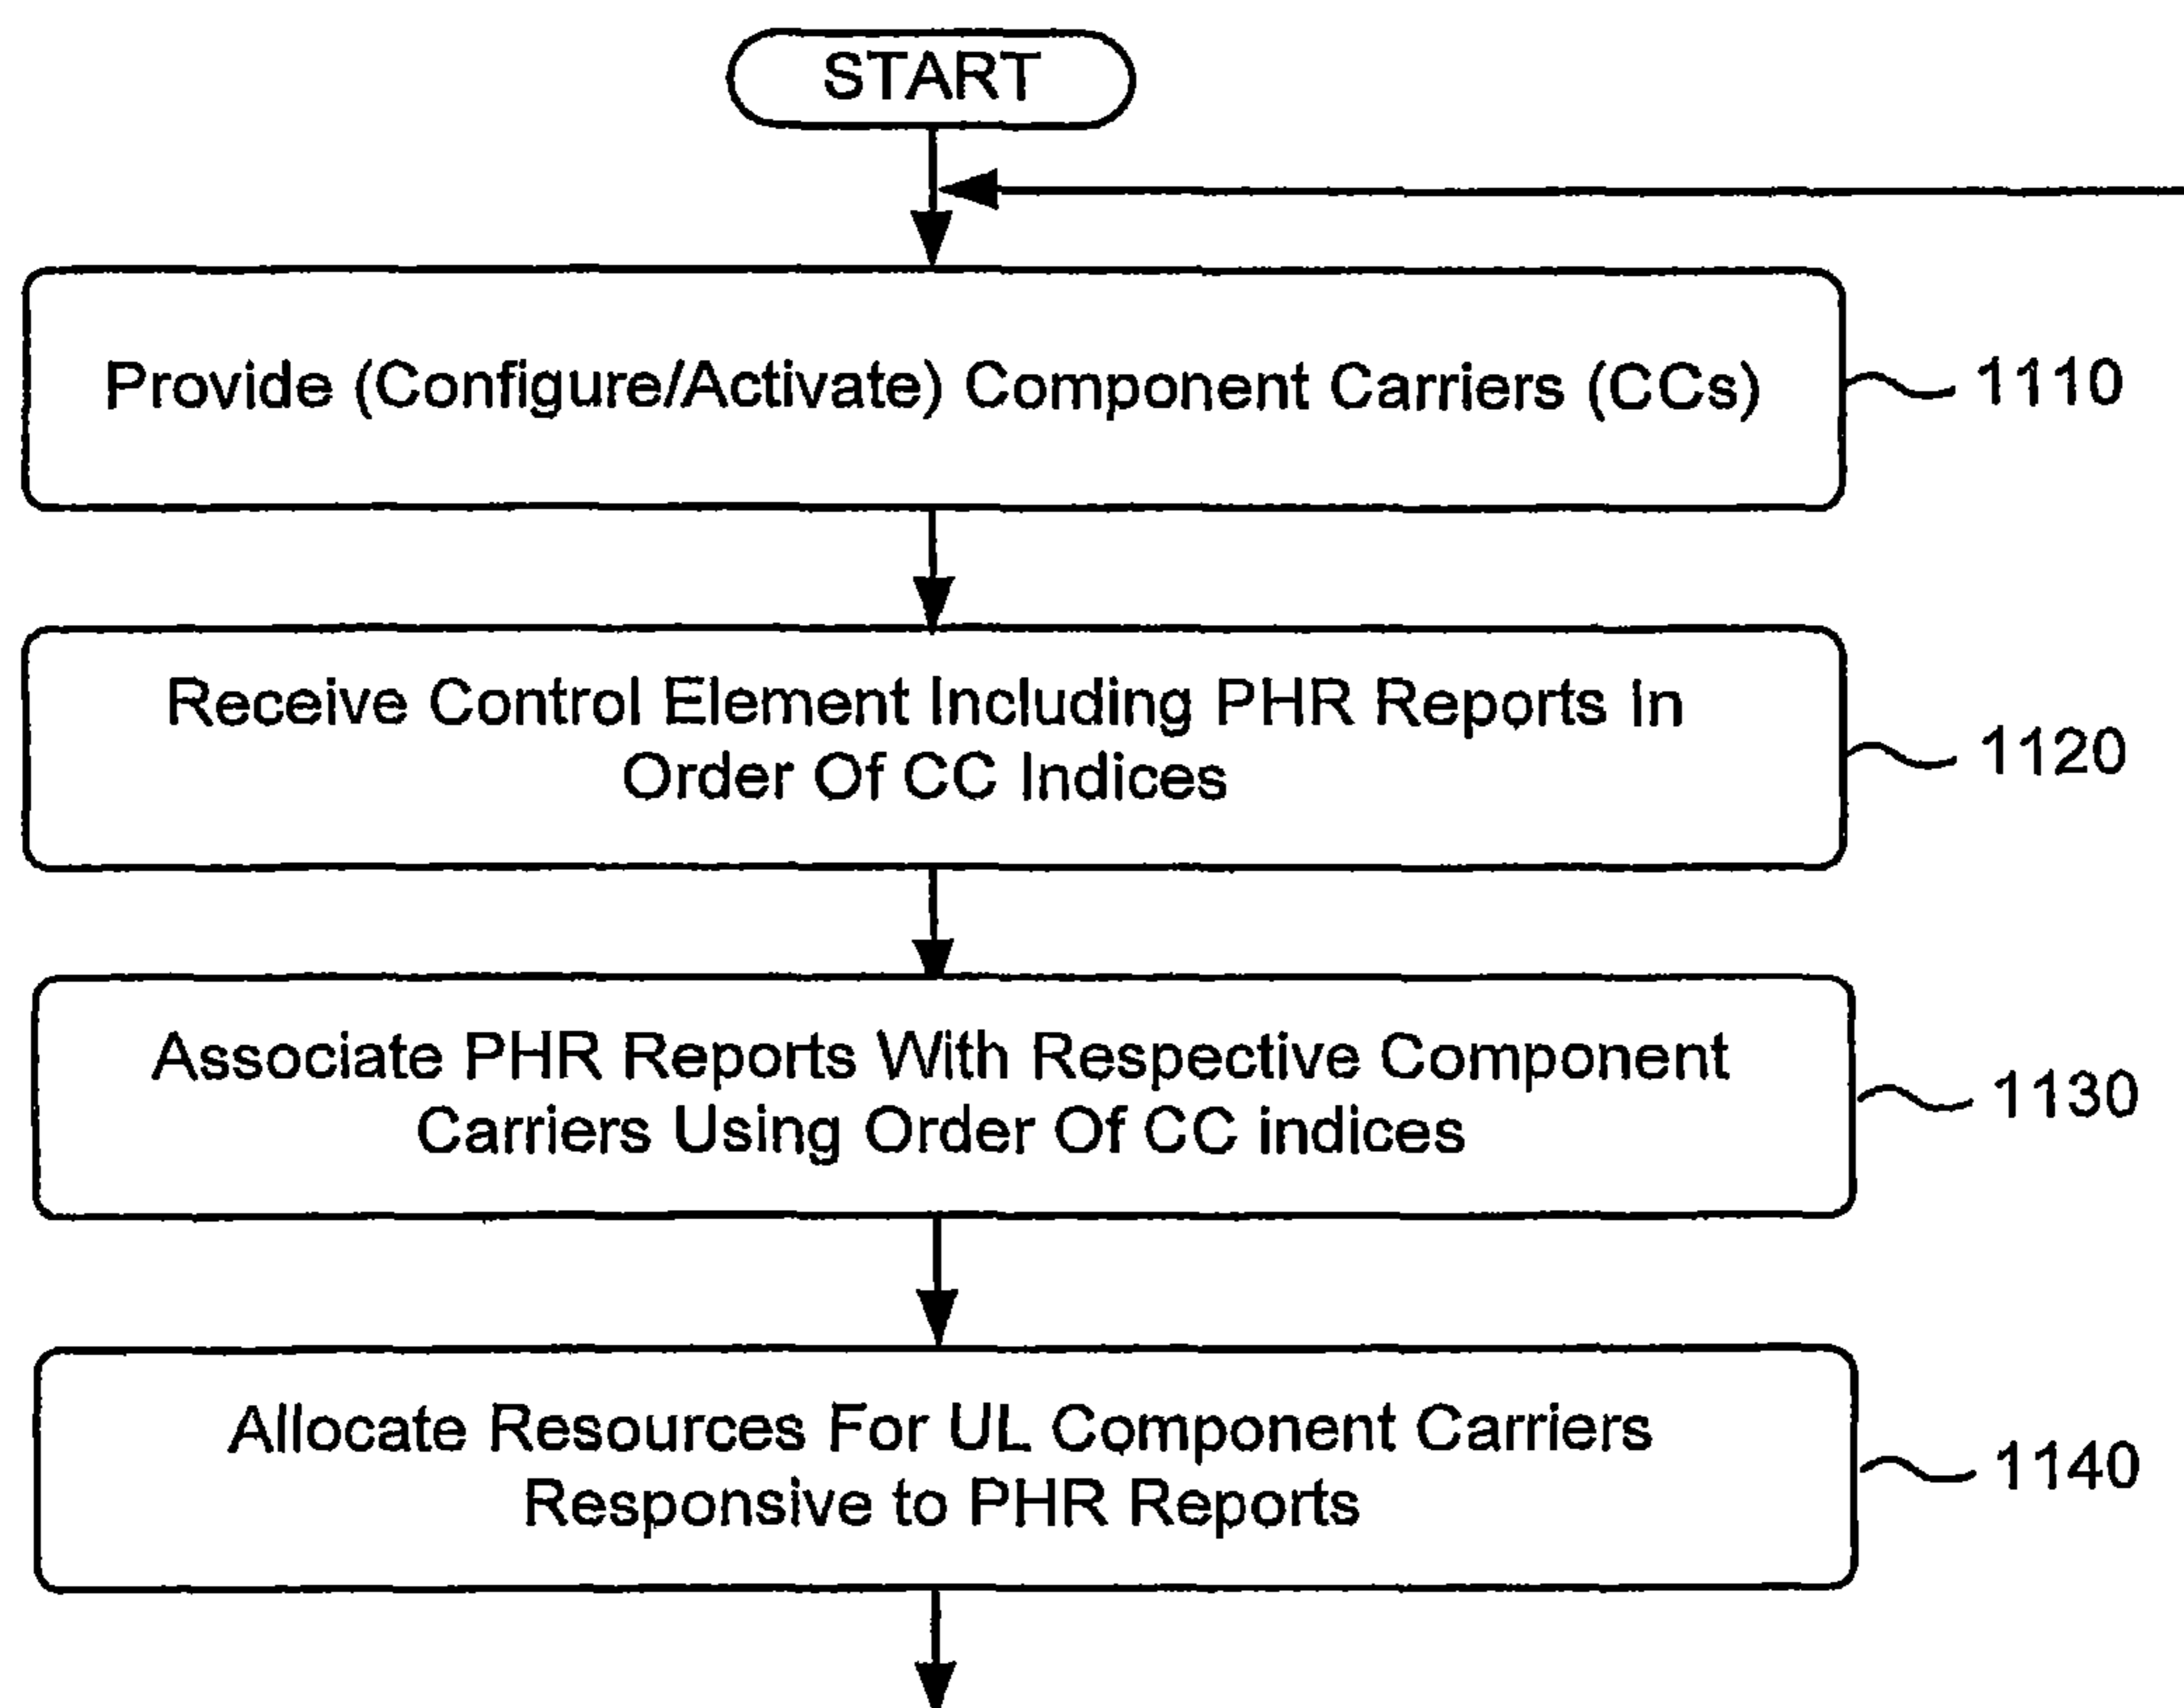 START
Provide (Configure/Activate) Component Carriers (CCs)
1110
Receive Control Element Including PHR Reports In
Order Of CC Indices
1120
Associate PHR Reports With Respective Component
Carriers Using Order Of CC indices
1130
Allocate Resources For UL Component Carriers
Responsive to PHR Reports
1140